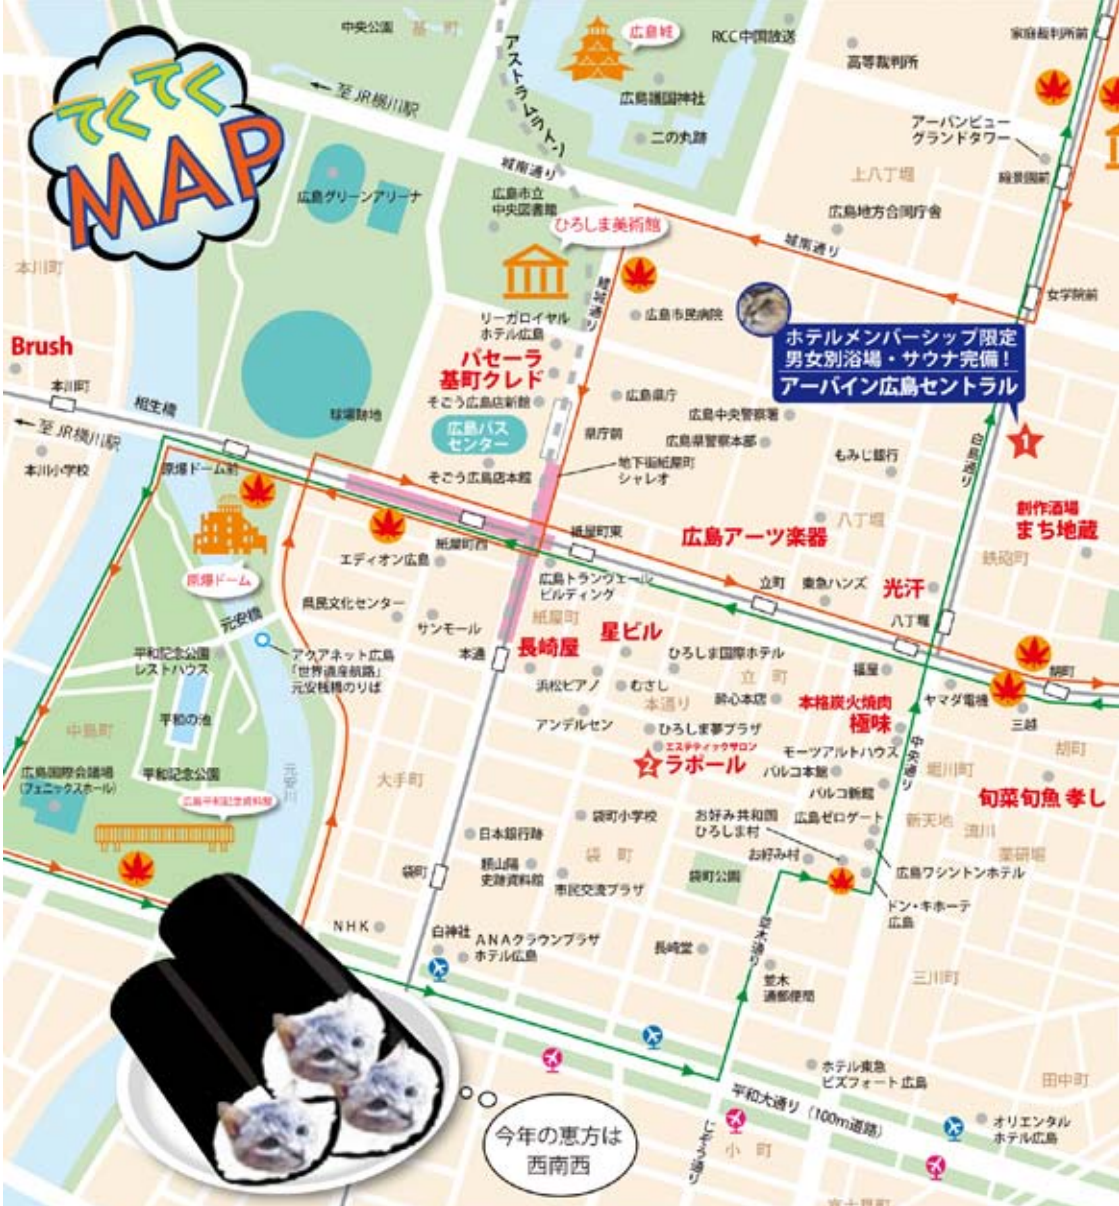 てくてく
MAP
中央公園
基町
アストラムライン
広島城
RCC中国放送
家庭裁判所前
高等裁判所
← 至JR横川駅
広島護国神社
二の丸跡
アーバンビュー
グランドタワー
城南通り
縮景園前
上八丁堀
広島グリーンアリーナ
広島市立
中央図書館
広島地方合同庁舎
ひろしま美術館
城南通り
本川町
鯉城通り
女学院前
リーガロイヤル
ホテル広島
広島市民病院
ホテルメンバーシップ限定
男女別浴場・サウナ完備!
アーバイン広島セントラル
Brush
パセーラ
基町クレド
本川町
相生橋
球場跡地
そごう広島店新館
広島県庁
広島中央警察署
白島通り
1
← 至JR横川駅
広島バス
センター
県庁前
広島県警察本部
本川小学校
原爆ドーム前
そごう広島店本館
地下街紙屋町
シャレオ
もみじ銀行
創作酒場
まち地蔵
八丁堀
紙屋町西
紙屋町東
広島アーツ楽器
鉄砲町
エディオン広島
原爆ドーム
広島トランヴェール
ビルディング
立町
東急ハンズ
光汗
県民文化センター
元安橋
紙屋町
八丁堀
サンモール
星ビル
本通
長崎屋
平和記念公園
レストハウス
アクアネット広島
「世界遺産航路」
元安桟橋のりば
ひろしま国際ホテル
福屋
胡町
浜松ピアノ
むさし
立町
本通り
酔心本店
本格炭火焼肉
極味
ヤマダ電機
三越
平和の池
アンデルセン
ひろしま夢プラザ
中島町
エステティックサロン
2
ラポール
モーツアルトハウス
中央通り
胡町
広島国際会議場
(フェニックスホール)
平和記念公園
元安川
大手町
パルコ本館
堀川町
パルコ新館
旬菜旬魚 孝し
広島平和記念資料館
袋町小学校
お好み共和国
ひろしま村
広島ゼロゲート
新天地
流川
日本銀行跡
薬研堀
袋町
お好み村
袋町
頼山陽
史跡資料館
市民交流プラザ
袋町公園
広島ワシントンホテル
ドン・キホーテ
広島
NHK
白神社
ANAクラウンプラザ
ホテル広島
長崎堂
並木通り
並木
通郵便局
三川町
ホテル東急
ビズフォート広島
田中町
平和大通り (100m道路)
今年の恵方は
西南西
じぞう通り
小町
オリエンタル
ホテル広島
富士見町